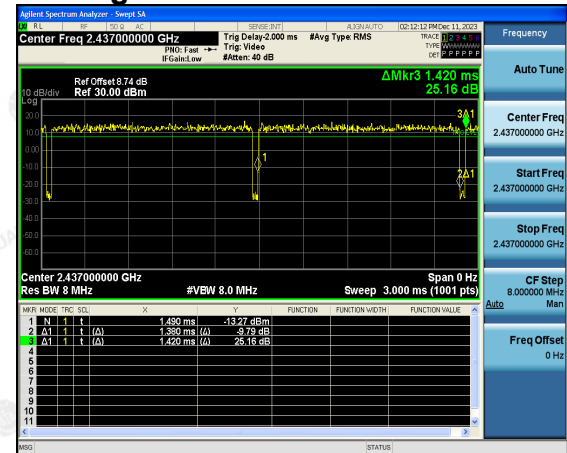 Agilent Spectrum Analyzer - Swept SA
RL RF 50 Ω AC SENSE:INT ALIGNAUTO 02:12:12 PM Dec 11, 2023
Center Freq 2.437000000 GHz
PNO: Fast
IFGain:Low
Trig Delay-2.000 ms
Trig: Video
#Atten: 40 dB
#Avg Type: RMS
TRACE 1 2 3 4 5 6
TYPE WWWWWW
DET P P P P P P
Frequency
Auto Tune
Ref Offset 8.74 dB
10 dB/div Ref 30.00 dBm
ΔMkr3 1.420 ms
25.16 dB
Log
20.0
10.0
0.00
-10.0
-20.0
-30.0
-40.0
-50.0
-60.0
3Δ1
1
2Δ1
Center Freq
2.437000000 GHz
Start Freq
2.437000000 GHz
Stop Freq
2.437000000 GHz
CF Step
8.000000 MHz
Auto Man
Freq Offset
0 Hz
Center 2.437000000 GHz Span 0 Hz
Res BW 8 MHz #VBW 8.0 MHz Sweep 3.000 ms (1001 pts)
MKR MODE TRC SCL X Y FUNCTION FUNCTION WIDTH FUNCTION VALUE
1 N 1 t 1.490 ms -13.27 dBm
2 Δ1 1 t (Δ) 1.380 ms (Δ) -9.79 dB
3 Δ1 1 t (Δ) 1.420 ms (Δ) 25.16 dB
4
5
6
7
8
9
10
11
MSG STATUS